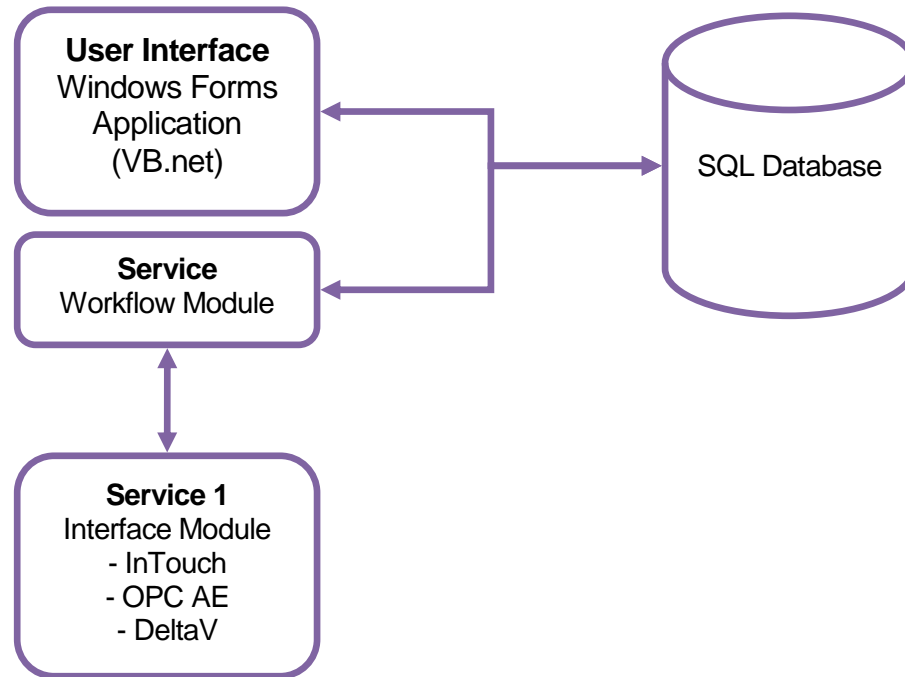 User Interface
Windows Forms
Application
(VB.net)
SQL Database
Service
Workflow Module
Service 1
Interface Module
- InTouch
- OPC AE
- DeltaV